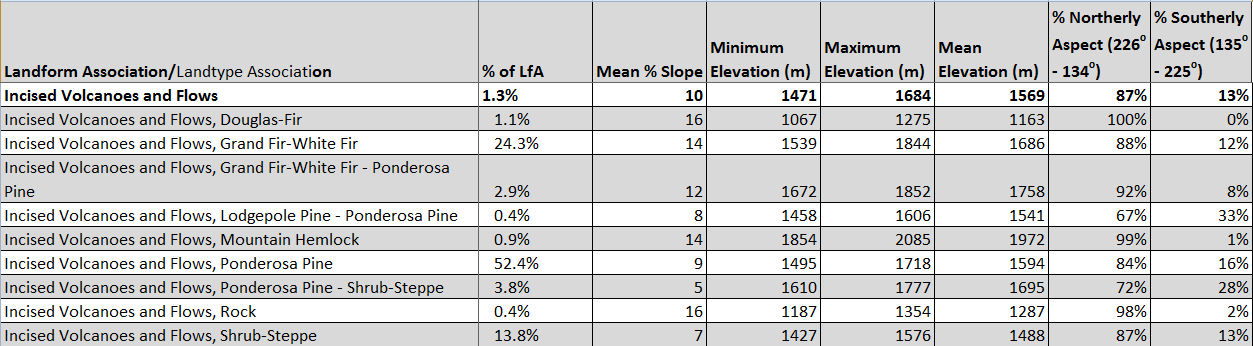 Landform Association/Landtype Association % of LfA Mean % Slope Minimum Elevation (m) Maximum Elevation (m) Mean Elevation (m) % Northerly Aspect (226° - 134°) % Southerly Aspect (135° - 225°)
Incised Volcanoes and Flows 1.3% 10 1471 1684 1569 87% 13%
Incised Volcanoes and Flows, Douglas-Fir 1.1% 16 1067 1275 1163 100% 0%
Incised Volcanoes and Flows, Grand Fir-White Fir 24.3% 14 1539 1844 1686 88% 12%
Incised Volcanoes and Flows, Grand Fir-White Fir - Ponderosa
Pine 2.9% 12 1672 1852 1758 92% 8%
Incised Volcanoes and Flows, Lodgepole Pine - Ponderosa Pine 0.4% 8 1458 1606 1541 67% 33%
Incised Volcanoes and Flows, Mountain Hemlock 0.9% 14 1854 2085 1972 99% 1%
Incised Volcanoes and Flows, Ponderosa Pine 52.4% 9 1495 1718 1594 84% 16%
Incised Volcanoes and Flows, Ponderosa Pine - Shrub-Steppe 3.8% 5 1610 1777 1695 72% 28%
Incised Volcanoes and Flows, Rock 0.4% 16 1187 1354 1287 98% 2%
Incised Volcanoes and Flows, Shrub-Steppe 13.8% 7 1427 1576 1488 87% 13%